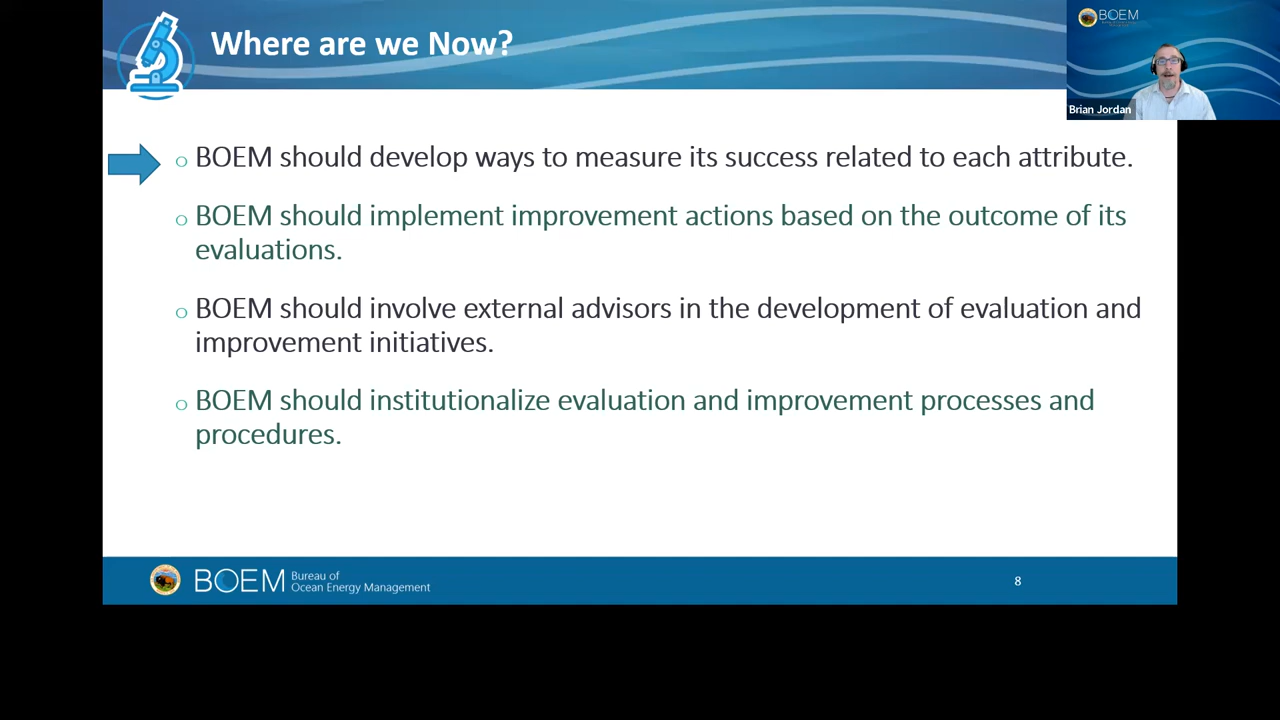 Where are we Now?
BOEM
Brian Jordan
BOEM should develop ways to measure its success related to each attribute.
BOEM should implement improvement actions based on the outcome of its
evaluations.
BOEM should involve external advisors in the development of evaluation and
improvement initiatives.
BOEM should institutionalize evaluation and improvement processes and
procedures.
BOEM Bureau of
Ocean Energy Management
8